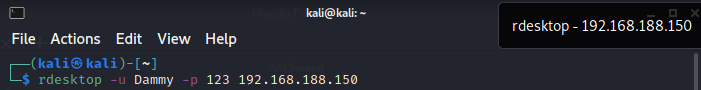 kali@kali: ~
rdesktop - 192.168.188.150
File Actions Edit View Help
┌──(kali㉿kali)-[~]
└─$ rdesktop -u Dammy -p 123 192.168.188.150